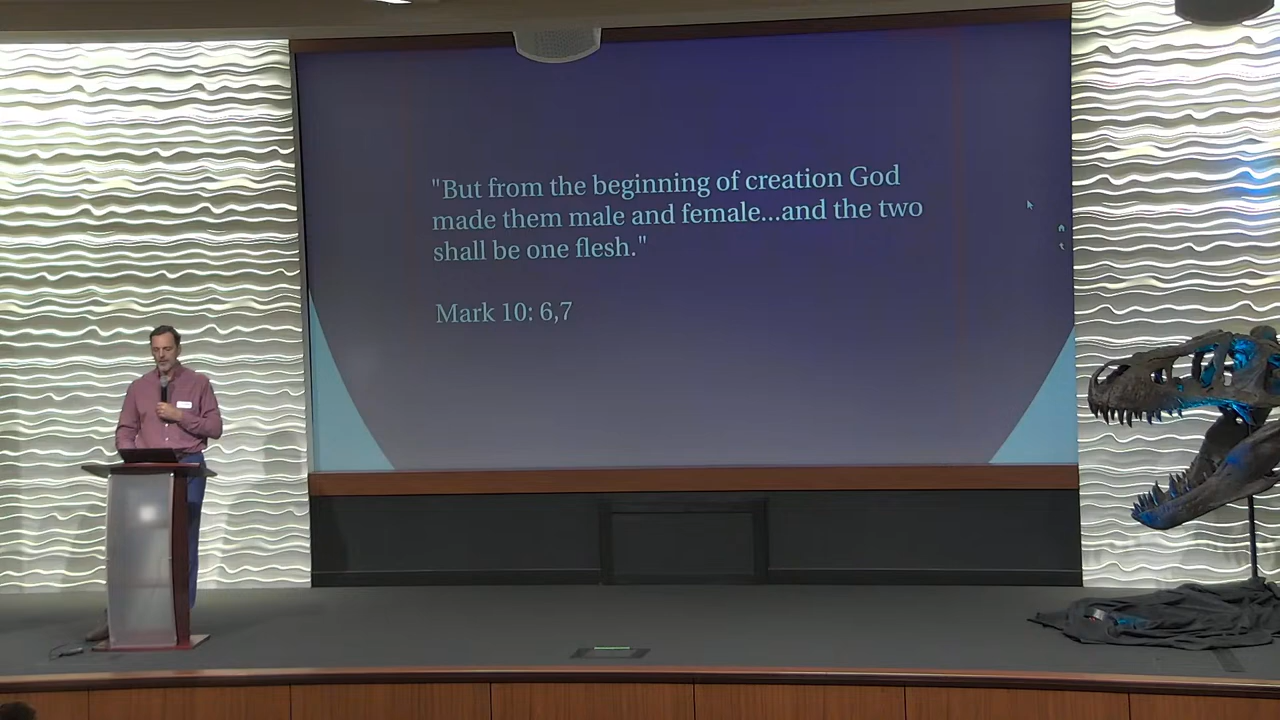 "But from the beginning of creation God
made them male and female...and the two
shall be one flesh."
Mark 10: 6,7